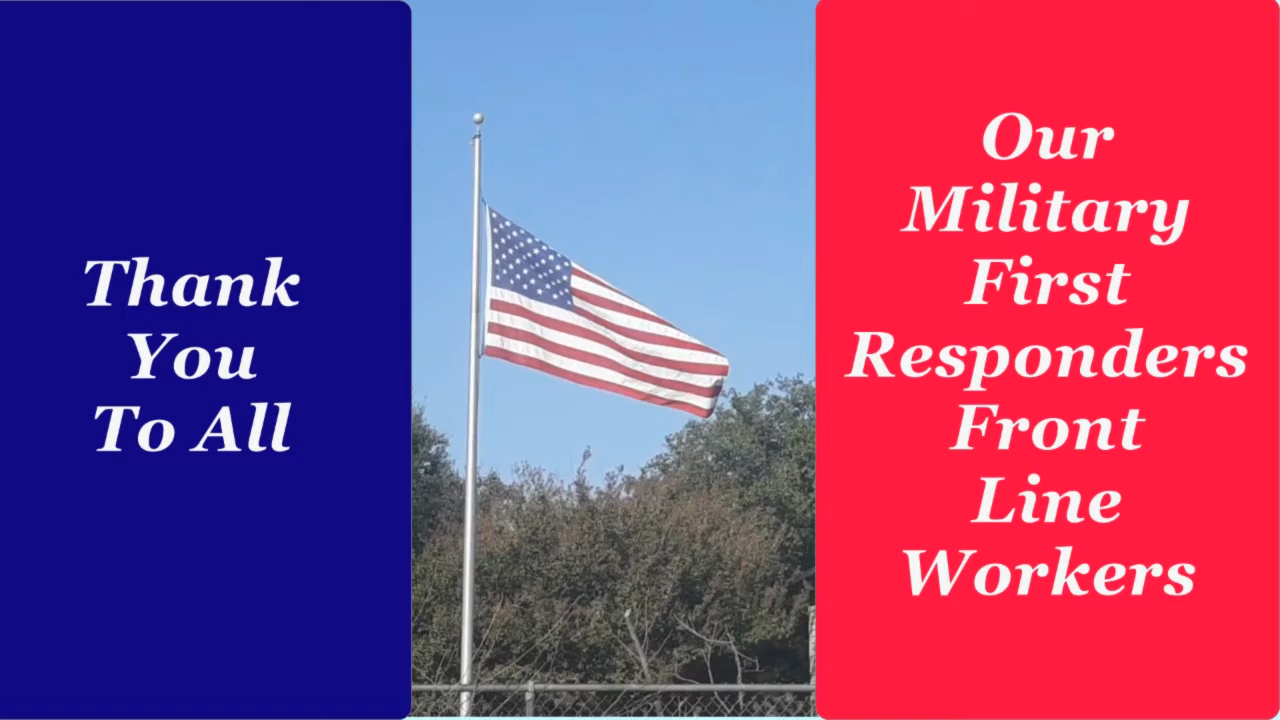 Thank
You
To All
Our
Military
First
Responders
Front
Line
Workers